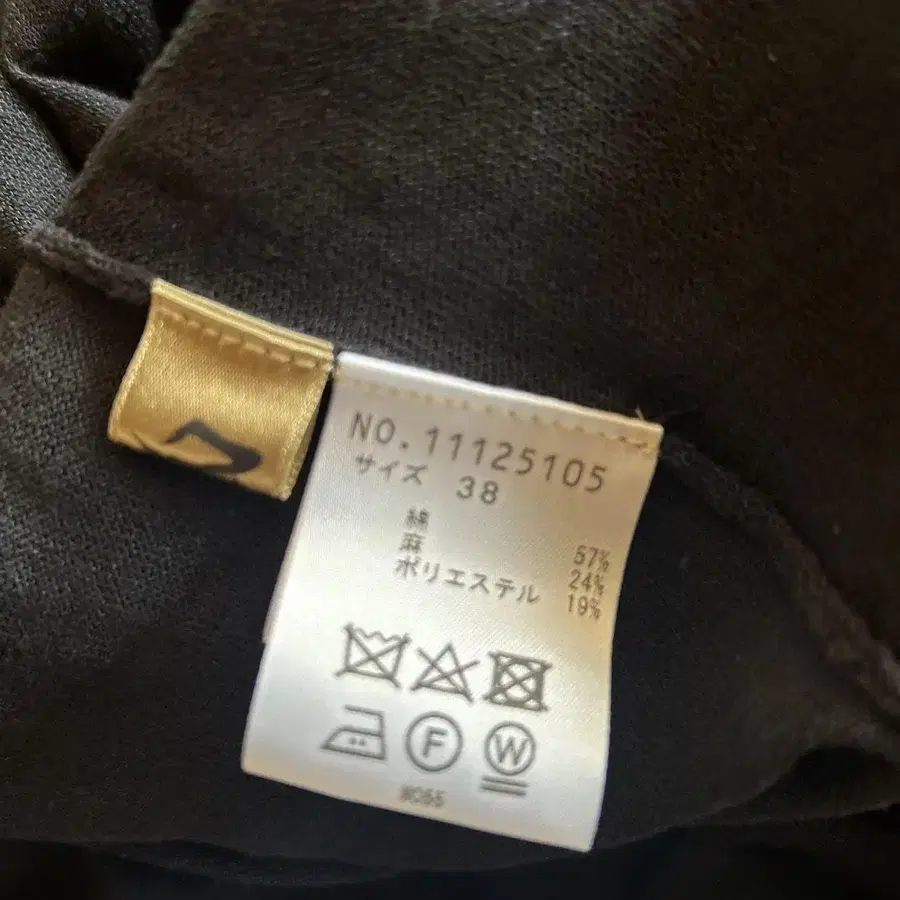 NO.11125105
サイズ 38
綿 57%
麻 24%
ポリエステル 19%
F W